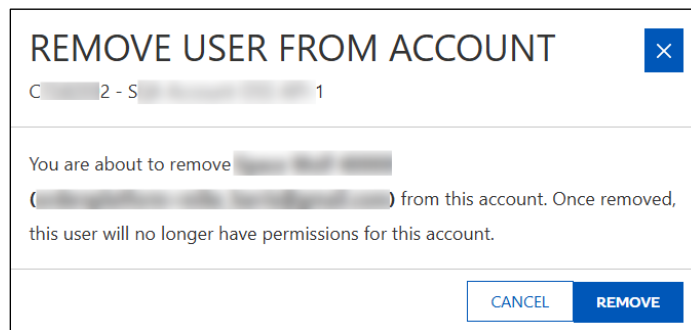 REMOVE USER FROM ACCOUNT
C 2 - S 1
You are about to remove
( ) from this account. Once removed,
this user will no longer have permissions for this account.
CANCEL REMOVE